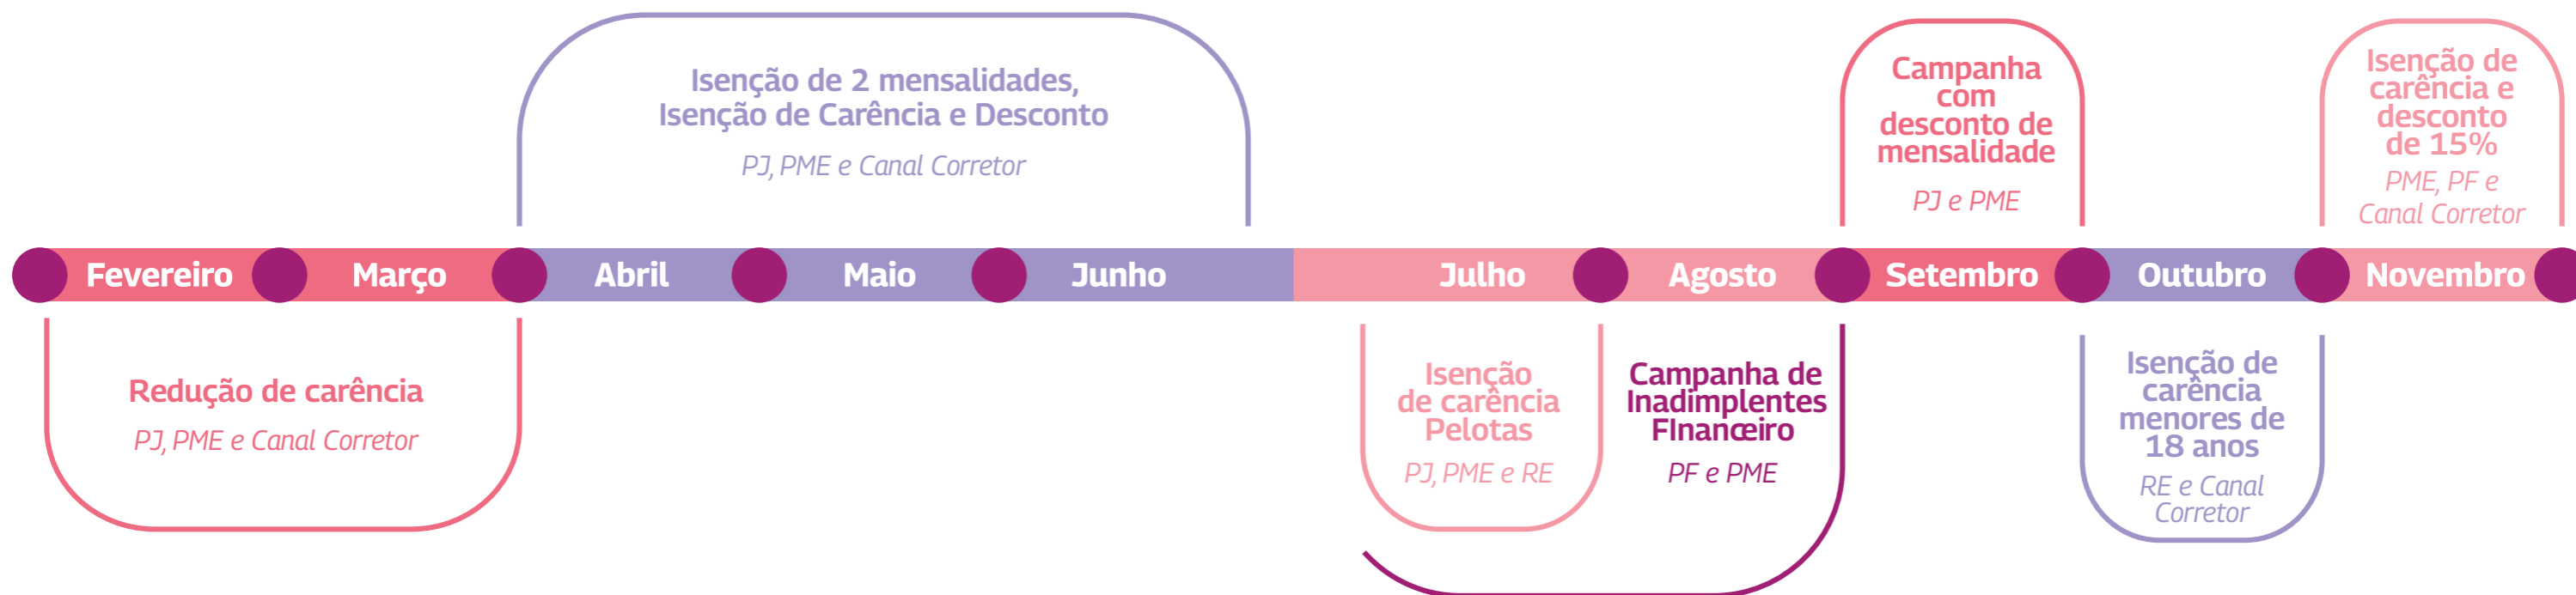 Isenção de 2 mensalidades,
Isenção de Carência e Desconto
PJ, PME e Canal Corretor
Campanha
com
desconto de
mensalidade
PJ e PME
Isenção de
carência e
desconto
de 15%
PME, PF e
Canal Corretor
Fevereiro
Março
Abril
Maio
Junho
Julho
Agosto
Setembro
Outubro
Novembro
Redução de carência
PJ, PME e Canal Corretor
Isenção
de carência
Pelotas
PJ, PME e RE
Campanha de
Inadimplentes
FInanceiro
PF e PME
Isenção de
carência
menores de
18 anos
RE e Canal
Corretor